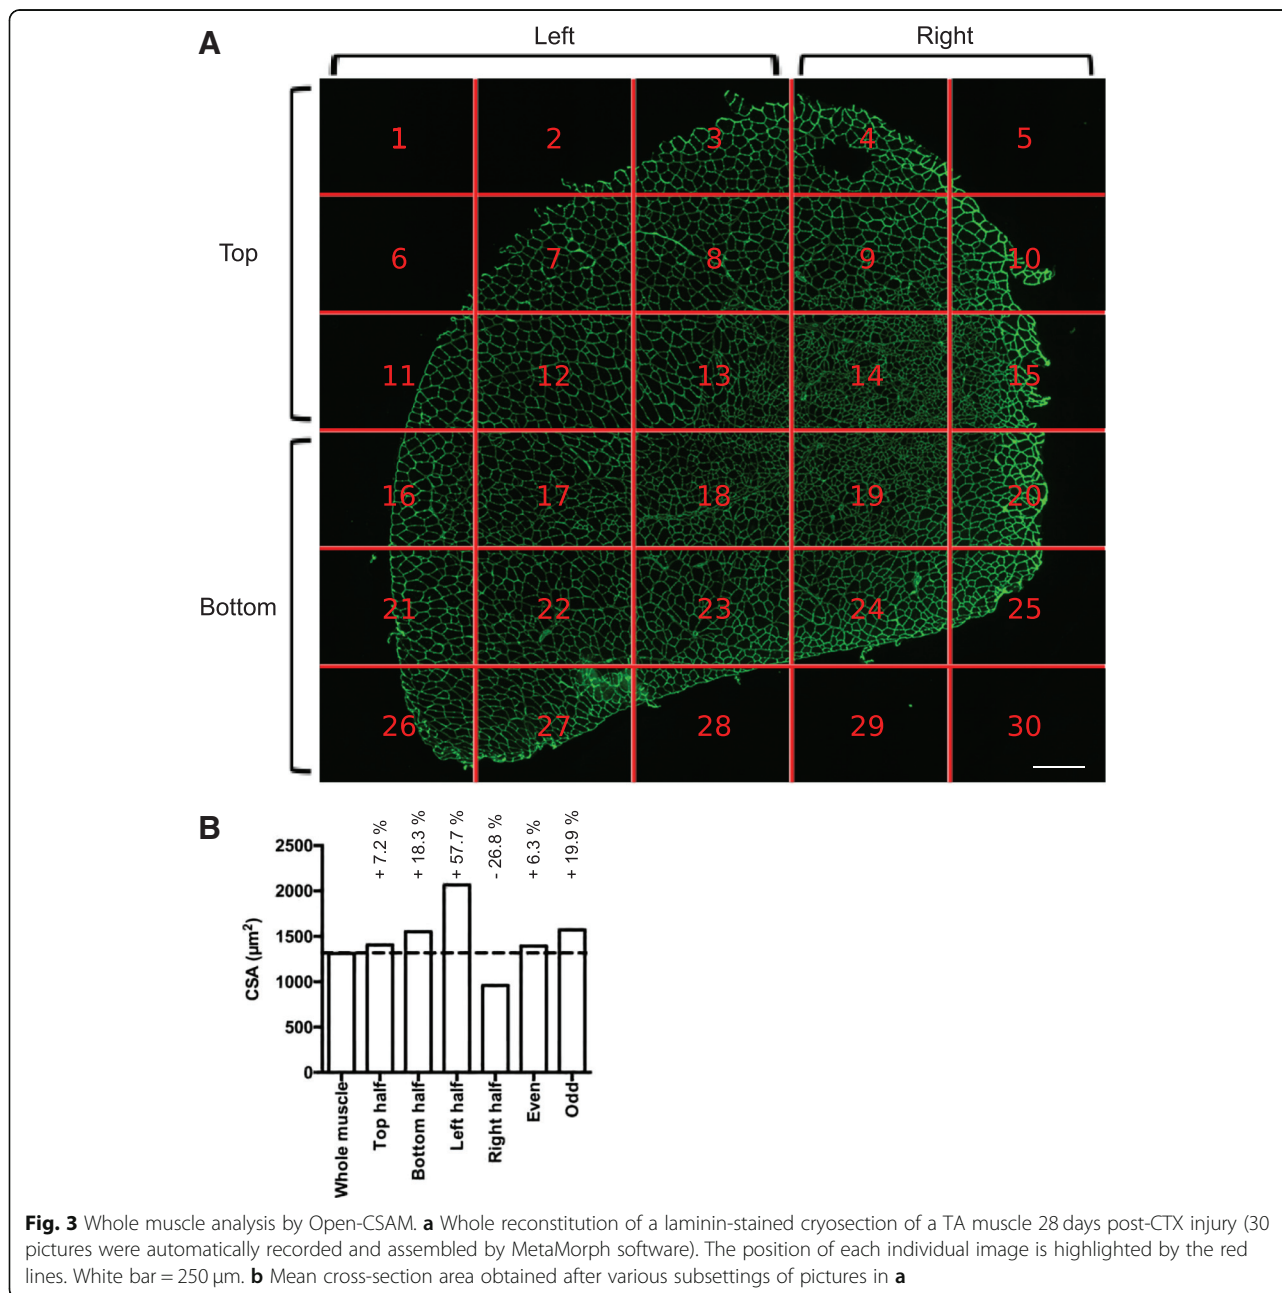 A
Left
Right
Top
Bottom
1 2 3 4 5
6 7 8 9 10
11 12 13 14 15
16 17 18 19 20
21 22 23 24 25
26 27 28 29 30
B
+ 7.2 %
+ 18.3 %
+ 57.7 %
- 26.8 %
+ 6.3 %
+ 19.9 %
CSA (µm²)
2500
2000
1500
1000
500
0
Whole muscle
Top half
Bottom half
Left half
Right half
Even
Odd
Fig. 3 Whole muscle analysis by Open-CSAM. a Whole reconstitution of a laminin-stained cryosection of a TA muscle 28 days post-CTX injury (30
pictures were automatically recorded and assembled by MetaMorph software). The position of each individual image is highlighted by the red
lines. White bar = 250 µm. b Mean cross-section area obtained after various subsettings of pictures in a